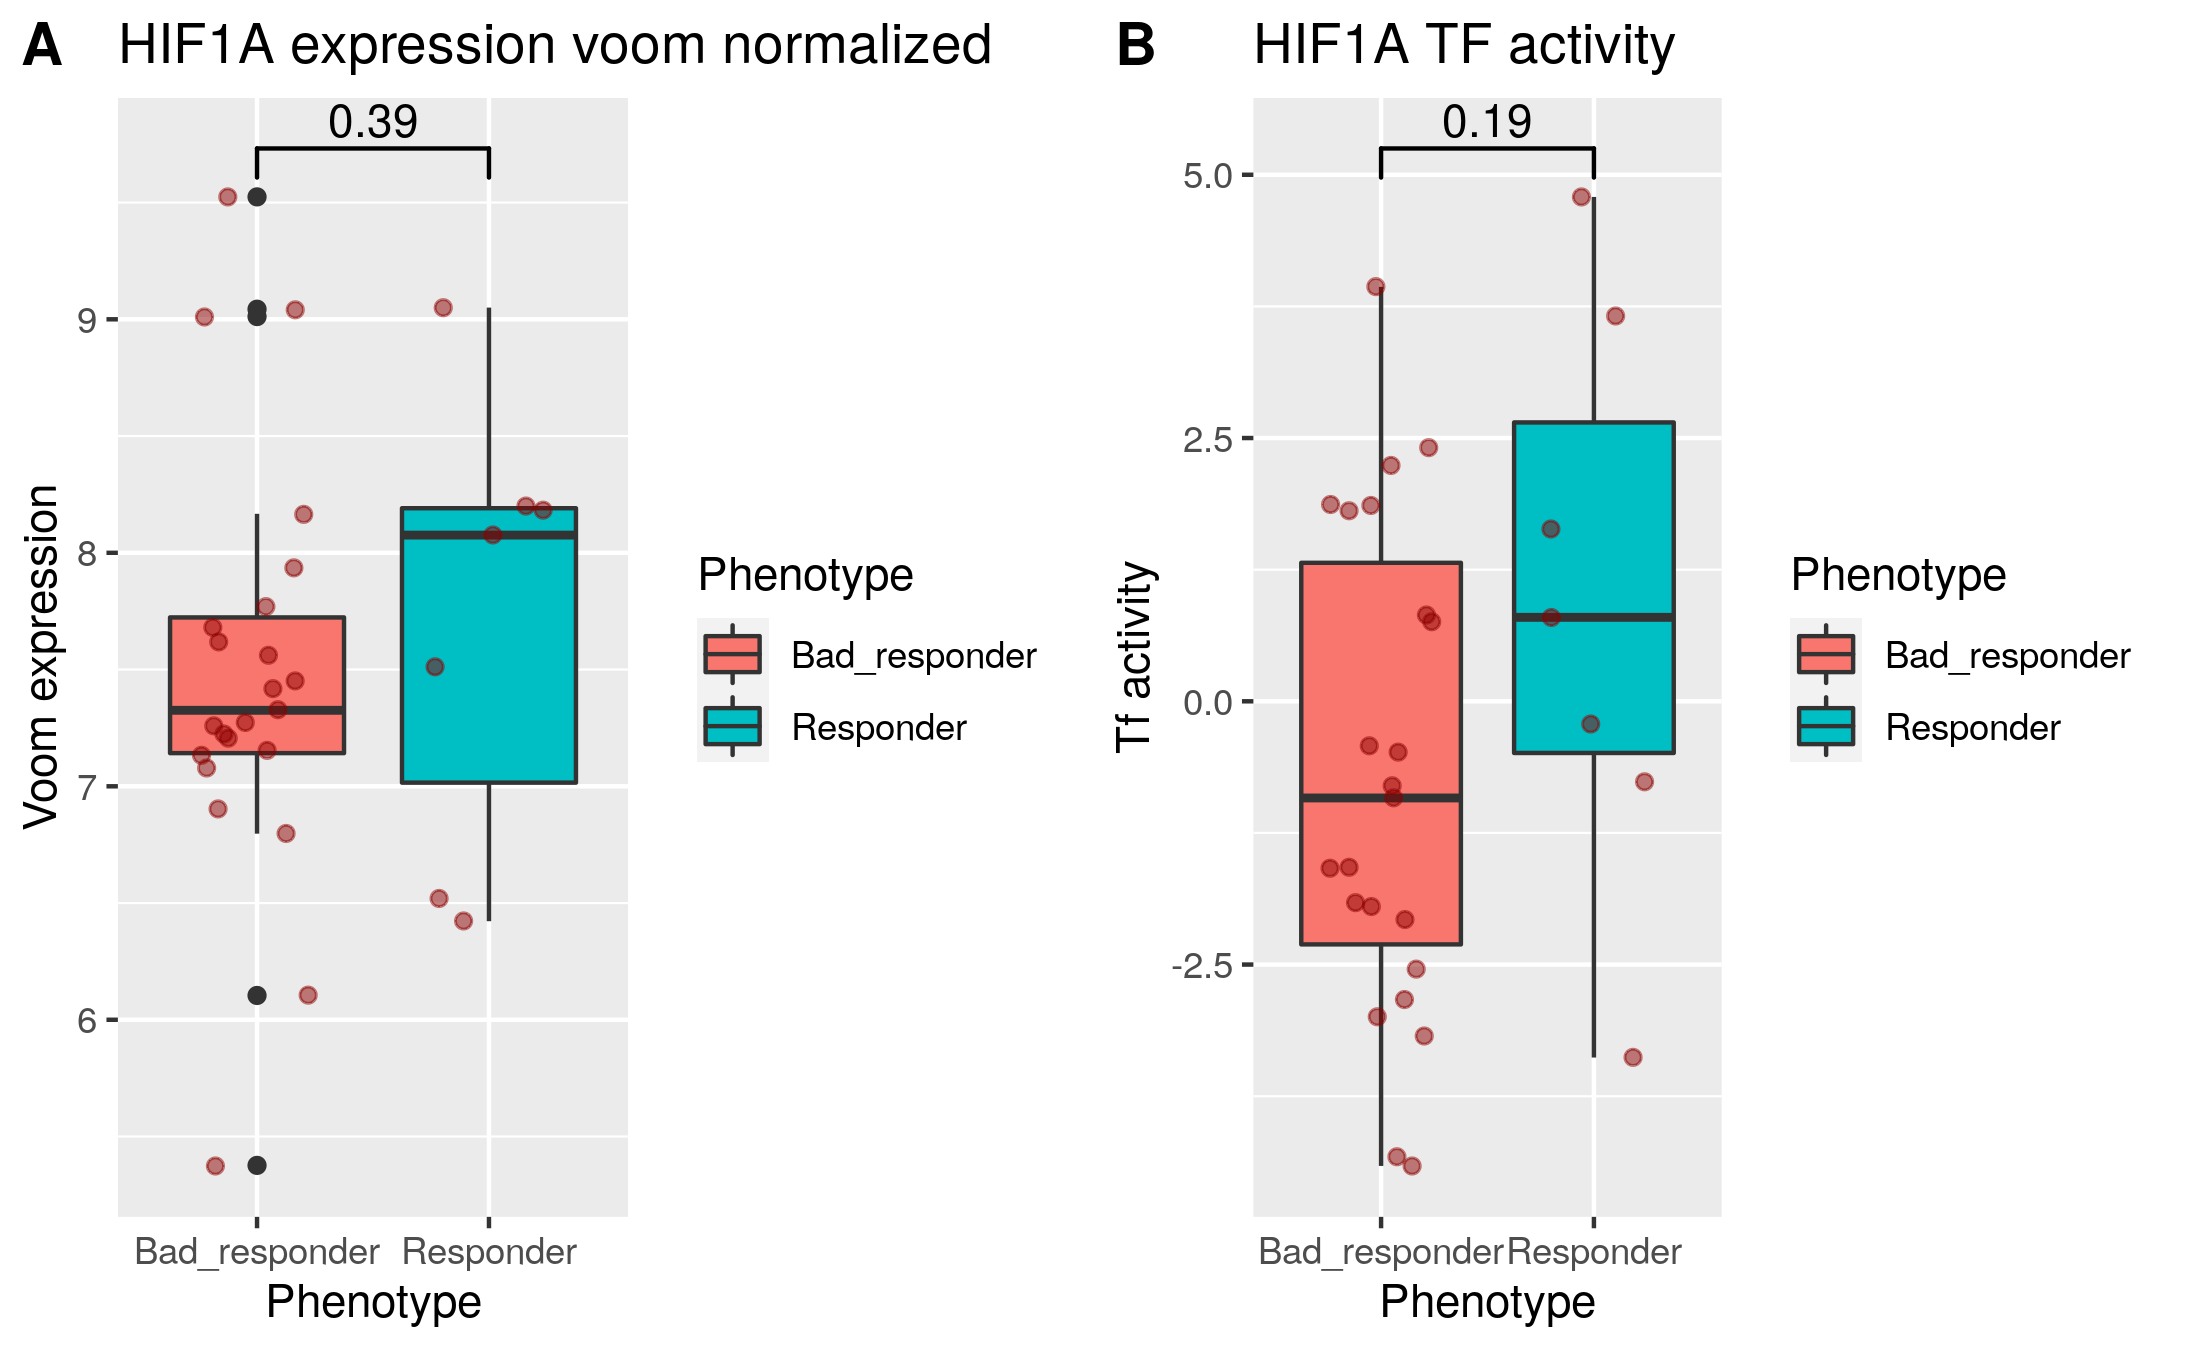 A HIF1A expression voom normalized
0.39
9
8
7
6
Voom expression
Bad_responder Responder
Phenotype
Phenotype
Bad_responder
Responder
B HIF1A TF activity
0.19
5.0
2.5
0.0
-2.5
Tf activity
Bad_responder Responder
Phenotype
Phenotype
Bad_responder
Responder